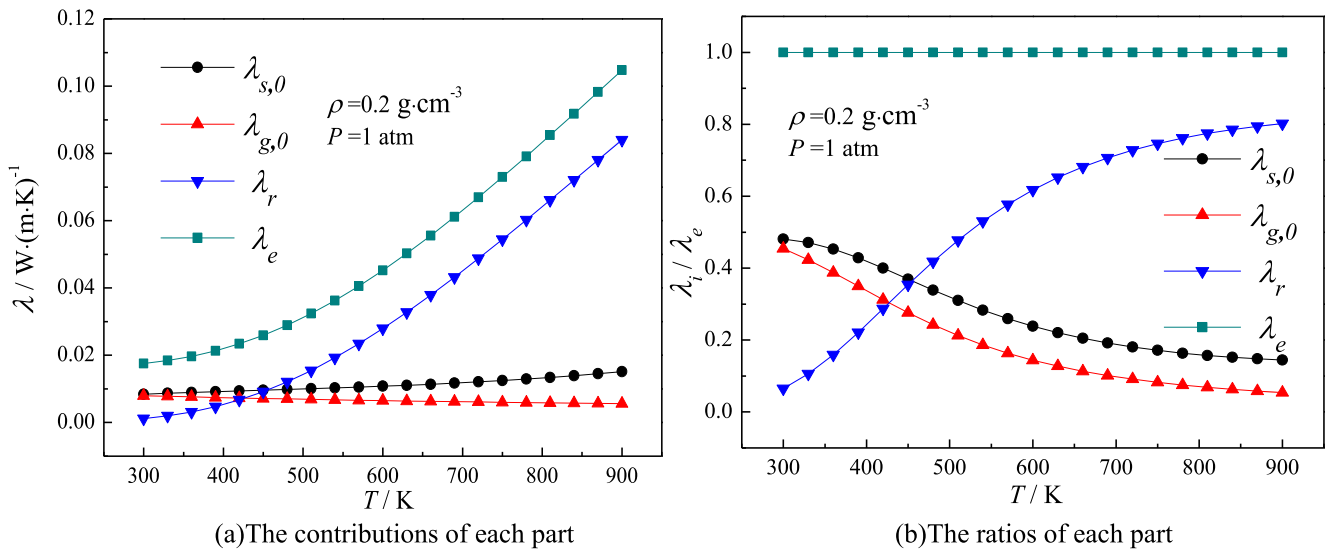 0.12
0.10
0.08
0.06
0.04
0.02
0.00
λ / W·(m·K)⁻¹
λs,0
λg,0
λr
λe
ρ=0.2 g·cm⁻³
P=1 atm
300 400 500 600 700 800 900
T / K
(a)The contributions of each part
1.0
0.8
0.6
0.4
0.2
0.0
λi / λe
ρ=0.2 g·cm⁻³
P=1 atm
λs,0
λg,0
λr
λe
300 400 500 600 700 800 900
T / K
(b)The ratios of each part